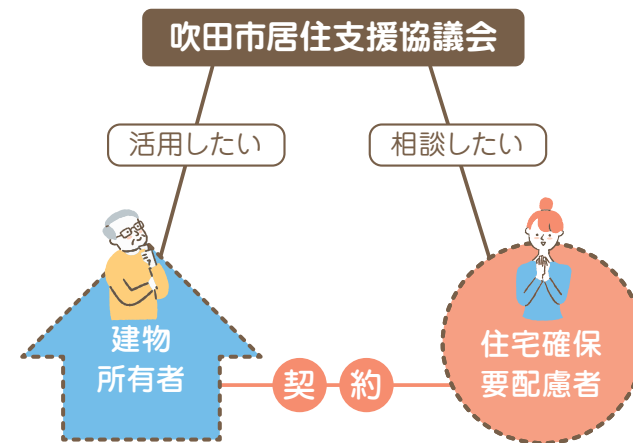 吹田市居住支援協議会
活用したい
相談したい
建物
所有者
住宅確保
要配慮者
契約